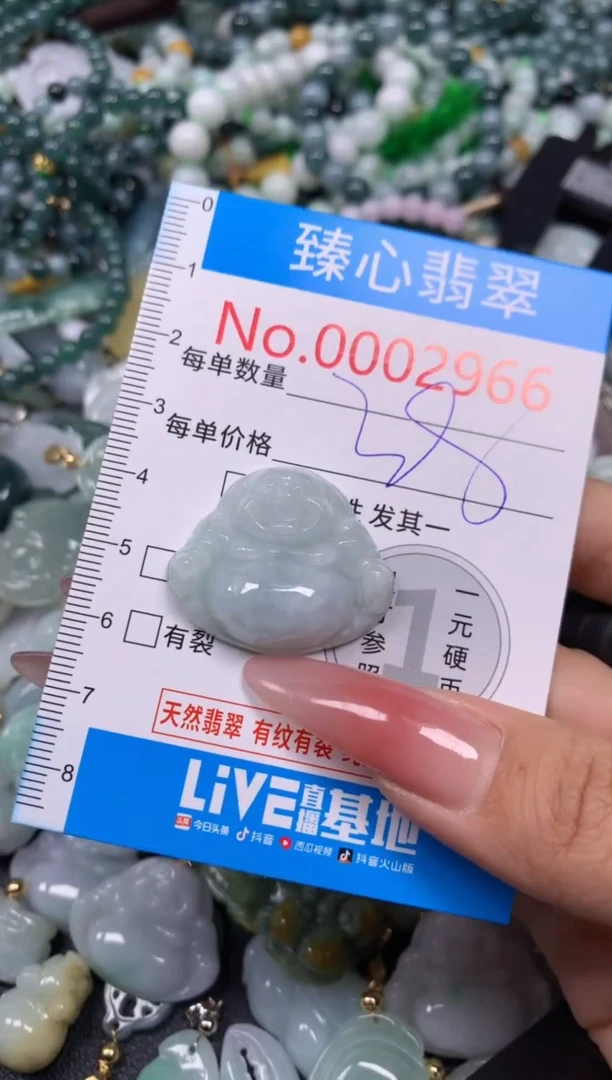 0
臻心翡翠
1
No.0002966
2
每单数量
3
每单价格
4
发其一
5
一元硬
参
1
6
有裂
7
天然翡翠 有纹有裂
8
LiVE直播基地
今日头条 抖音 西瓜视频 抖音火山版